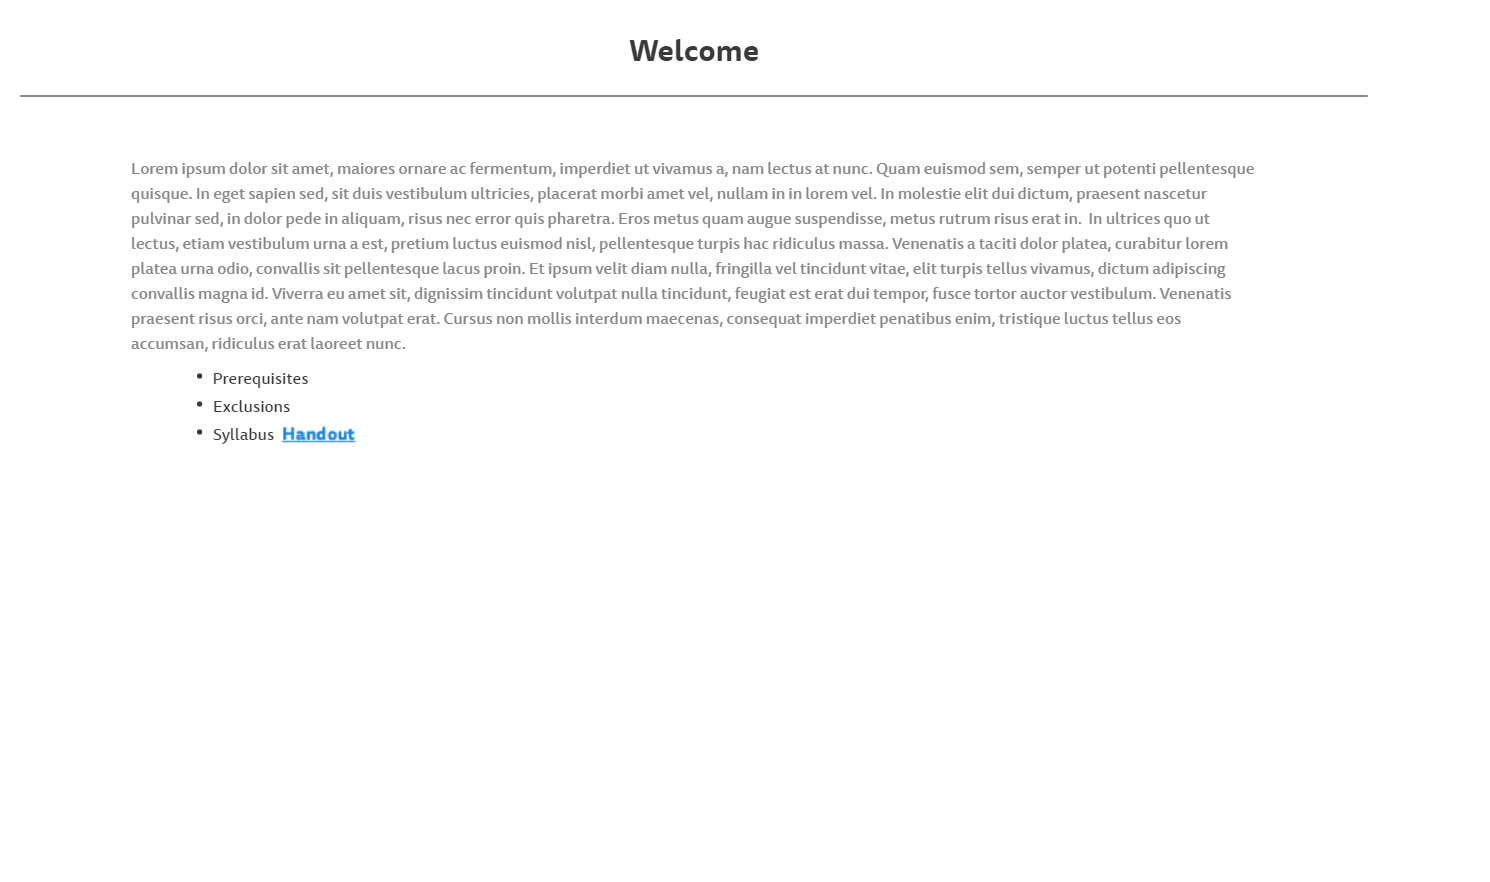 Welcome
Lorem ipsum dolor sit amet, maiores ornare ac fermentum, imperdiet ut vivamus a, nam lectus at nunc. Quam euismod sem, semper ut potenti pellentesque
quisque. In eget sapien sed, sit duis vestibulum ultricies, placerat morbi amet vel, nullam in in lorem vel. In molestie elit dui dictum, praesent nascetur
pulvinar sed, in dolor pede in aliquam, risus nec error quis pharetra. Eros metus quam augue suspendisse, metus rutrum risus erat in.  In ultrices quo ut
lectus, etiam vestibulum urna a est, pretium luctus euismod nisl, pellentesque turpis hac ridiculus massa. Venenatis a taciti dolor platea, curabitur lorem
platea urna odio, convallis sit pellentesque lacus proin. Et ipsum velit diam nulla, fringilla vel tincidunt vitae, elit turpis tellus vivamus, dictum adipiscing
convallis magna id. Viverra eu amet sit, dignissim tincidunt volutpat nulla tincidunt, feugiat est erat dui tempor, fusce tortor auctor vestibulum. Venenatis
praesent risus orci, ante nam volutpat erat. Cursus non mollis interdum maecenas, consequat imperdiet penatibus enim, tristique luctus tellus eos
accumsan, ridiculus erat laoreet nunc.
• Prerequisites
• Exclusions
• Syllabus Handout